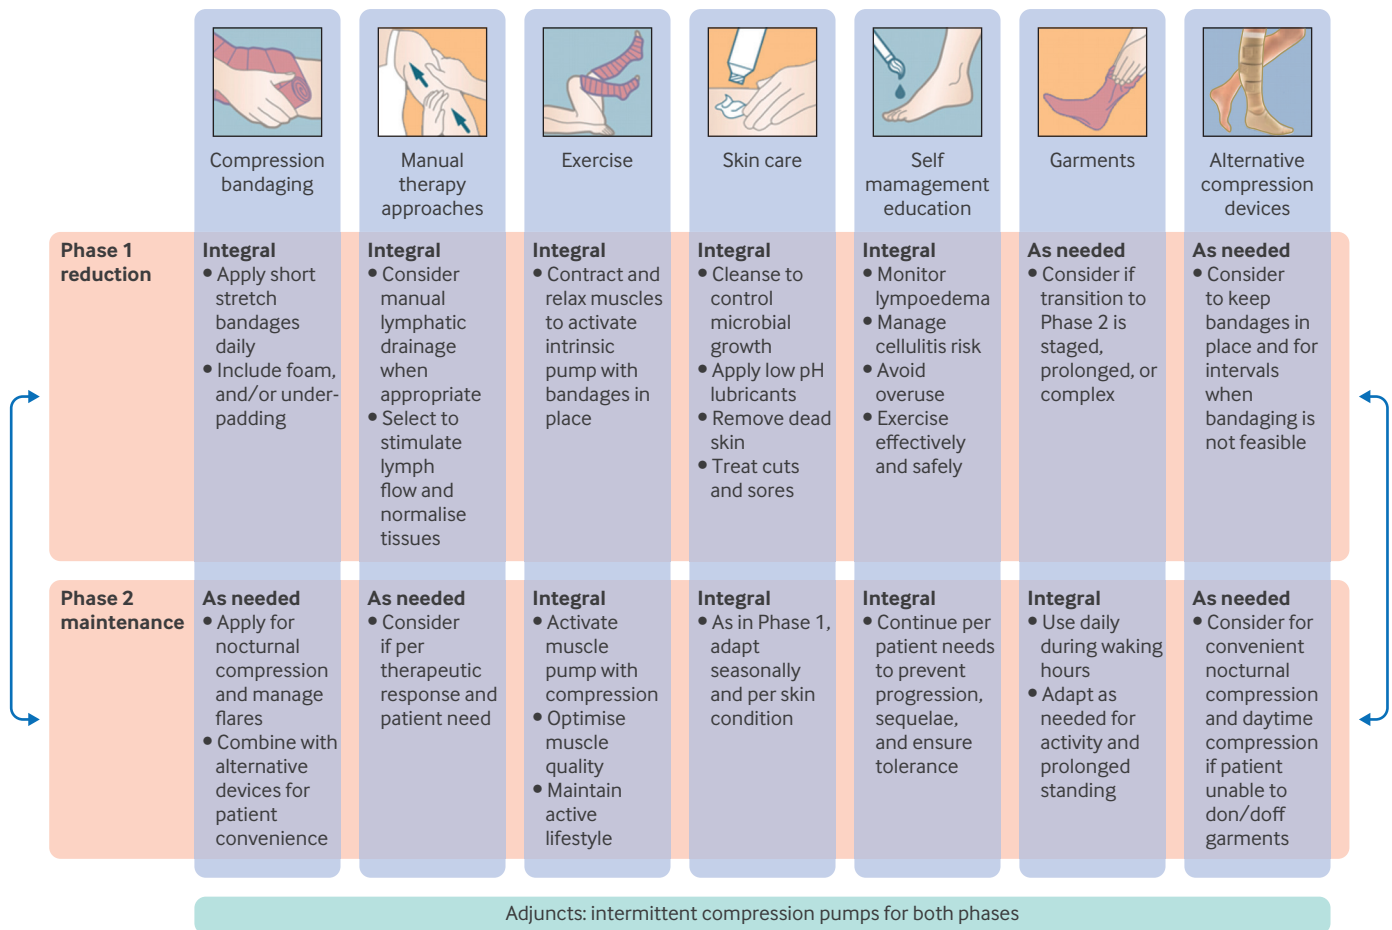 Compression
bandaging
Manual
therapy
approaches
Exercise
Skin care
Self
mamagement
education
Garments
Alternative
compression
devices
Phase 1
reduction
Integral
• Apply short
stretch
bandages
daily
• Include foam,
and/or under-
padding
Integral
• Consider
manual
lymphatic
drainage
when
appropriate
• Select to
stimulate
lymph
flow and
normalise
tissues
Integral
• Contract and
relax muscles
to activate
intrinsic
pump with
bandages in
place
Integral
• Cleanse to
control
microbial
growth
• Apply low pH
lubricants
• Remove dead
skin
• Treat cuts
and sores
Integral
• Monitor
lympoedema
• Manage
cellulitis risk
• Avoid
overuse
• Exercise
effectively
and safely
As needed
• Consider if
transition to
Phase 2 is
staged,
prolonged, or
complex
As needed
• Consider
to keep
bandages in
place and for
intervals
when
bandaging is
not feasible
Phase 2
maintenance
As needed
• Apply for
nocturnal
compression
and manage
flares
• Combine with
alternative
devices for
patient
convenience
As needed
• Consider
if per
therapeutic
response and
patient need
Integral
• Activate
muscle
pump with
compression
• Optimise
muscle
quality
• Maintain
active
lifestyle
Integral
• As in Phase 1,
adapt
seasonally
and per skin
condition
Integral
• Continue per
patient needs
to prevent
progression,
sequelae,
and ensure
tolerance
Integral
• Use daily
during waking
hours
• Adapt as
needed for
activity and
prolonged
standing
As needed
• Consider for
convenient
nocturnal
compression
and daytime
compression
if patient
unable to
don/doff
garments
Adjuncts: intermittent compression pumps for both phases